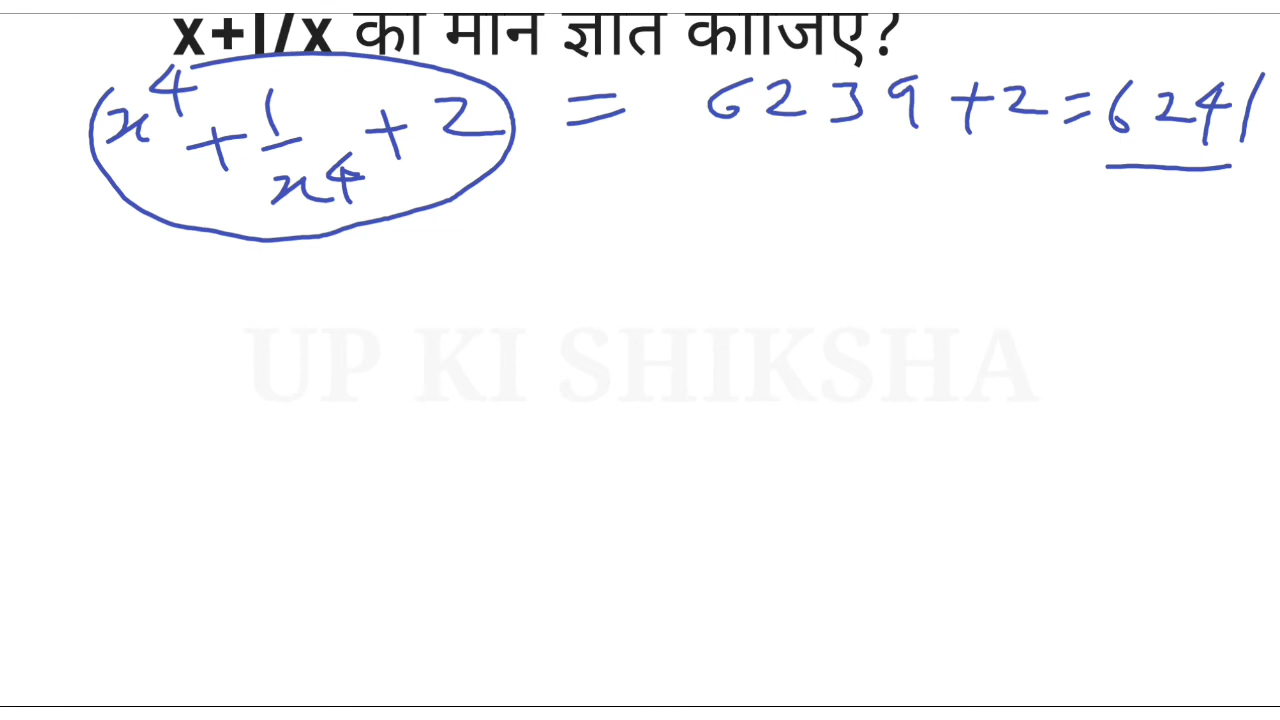 x+1/x का मान ज्ञात कीजिए?
x⁴ + 1/x⁴ + 2 = 6239 + 2 = 6241
UP KI SHIKSHA